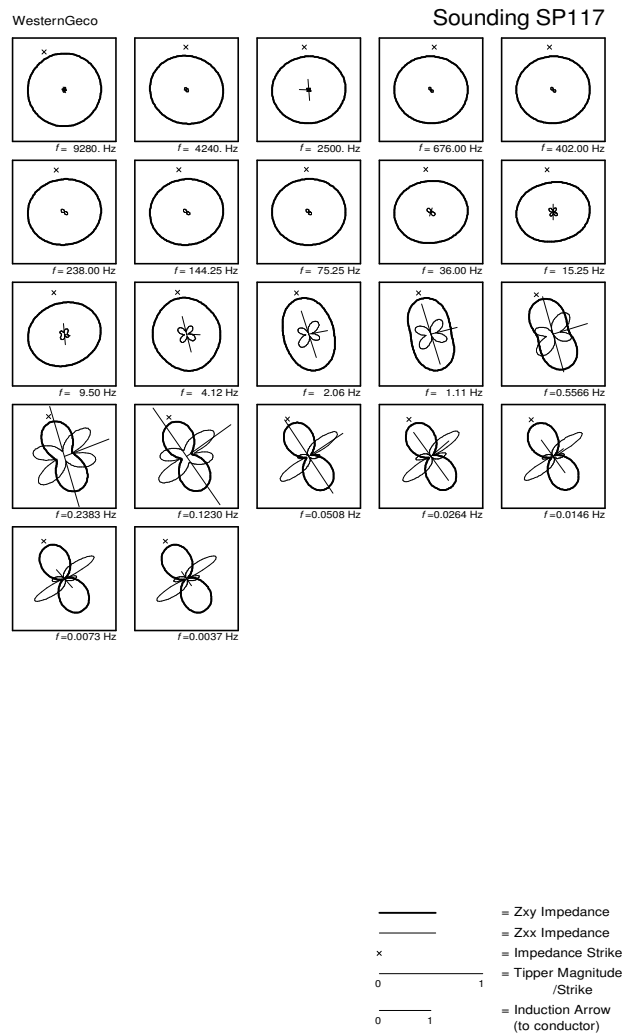 WesternGeco Sounding SP117
f = 9280. Hz f = 4240. Hz f = 2500. Hz f = 676.00 Hz f = 402.00 Hz
f = 238.00 Hz f = 144.25 Hz f = 75.25 Hz f = 36.00 Hz f = 15.25 Hz
f = 9.50 Hz f = 4.12 Hz f = 2.06 Hz f = 1.11 Hz f =0.5566 Hz
f =0.2383 Hz f =0.1230 Hz f =0.0508 Hz f =0.0264 Hz f =0.0146 Hz
f =0.0073 Hz f =0.0037 Hz
= Zxy Impedance
= Zxx Impedance
× = Impedance Strike
= Tipper Magnitude
0 1 /Strike
= Induction Arrow
0 1 (to conductor)